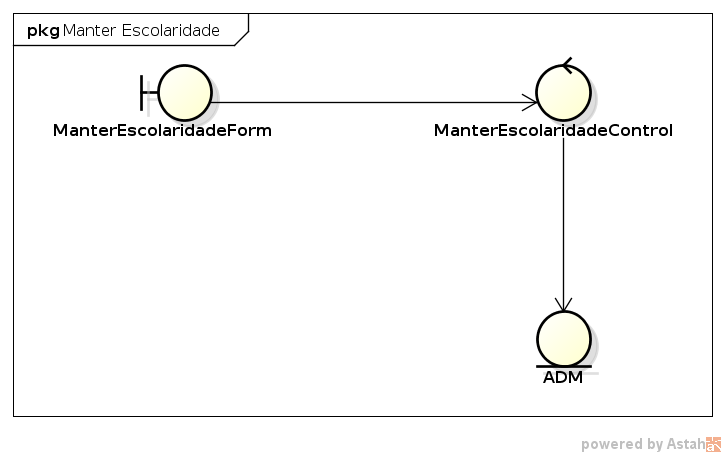 pkg Manter Escolaridade
ManterEscolaridadeForm
ManterEscolaridadeControl
ADM
powered by Astah